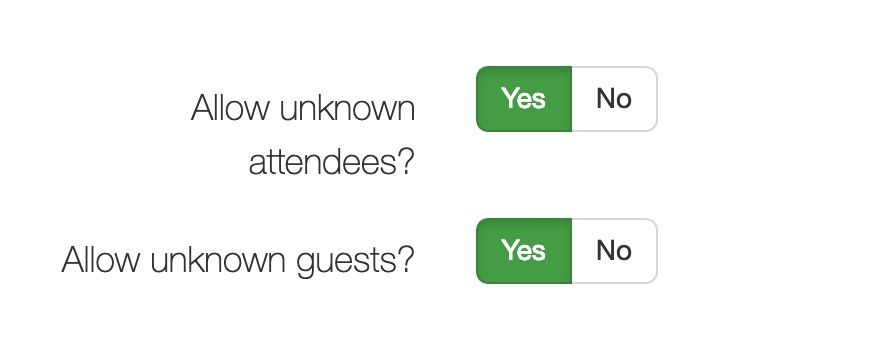 Allow unknown attendees?
Yes No
Allow unknown guests?
Yes No